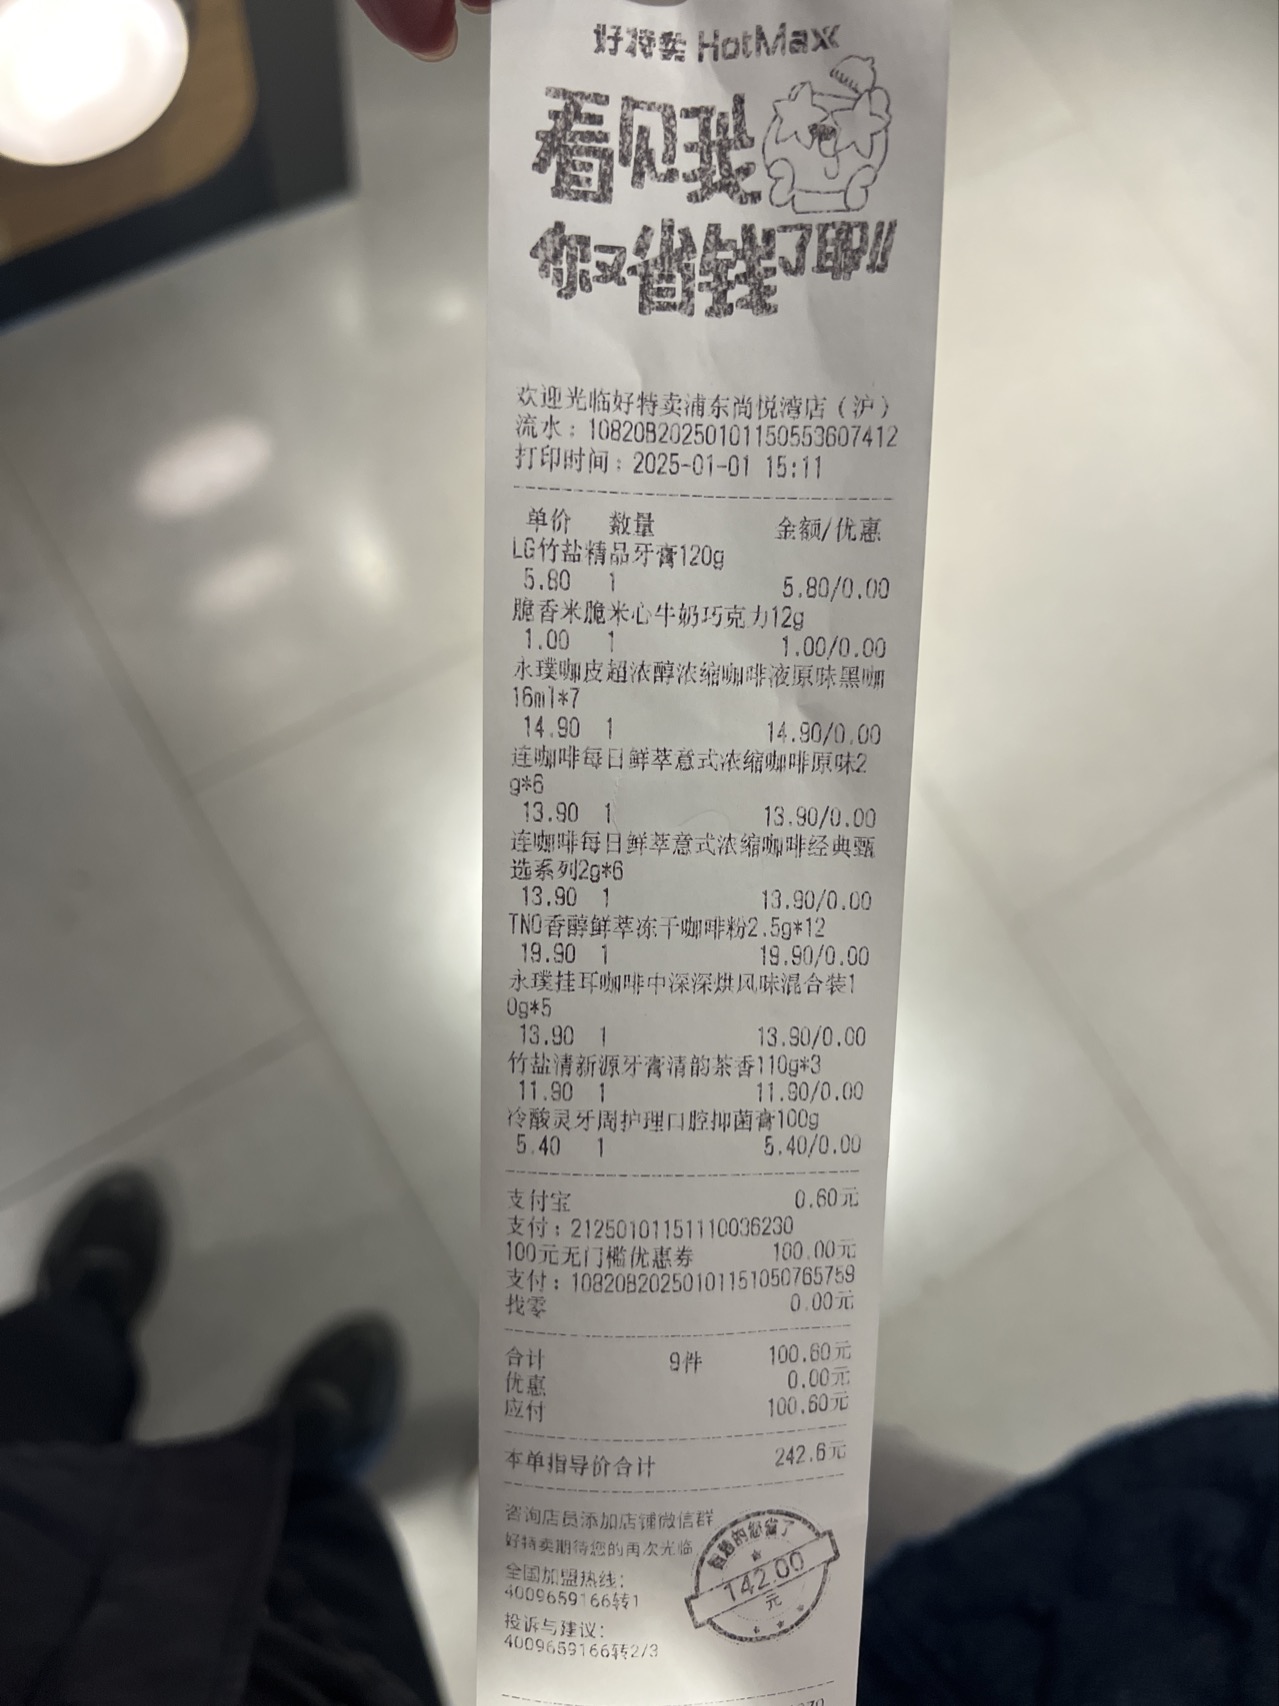 好特卖 HotMaxx
看见我
你又省钱了耶!!
欢迎光临好特卖浦东尚悦湾店（沪）
流水：10820B20250101150553607412
打印时间：2025-01-01 15:11
单价 数量 金额/优惠
LG竹盐精品牙膏120g
5.80 1 5.80/0.00
脆香米脆米心牛奶巧克力12g
1.00 1 1.00/0.00
永璞咖皮超浓醇浓缩咖啡液原味黑咖
16ml*7
14.90 1 14.90/0.00
连咖啡每日鲜萃意式浓缩咖啡原味2
g*6
13.90 1 13.90/0.00
连咖啡每日鲜萃意式浓缩咖啡经典甄
选系列2g*6
13.90 1 13.90/0.00
TNO香醇鲜萃冻干咖啡粉2.5g*12
19.90 1 19.90/0.00
永璞挂耳咖啡中深深烘风味混合装1
0g*5
13.90 1 13.90/0.00
竹盐清新源牙膏清韵茶香110g*3
11.90 1 11.90/0.00
冷酸灵牙周护理口腔抑菌膏100g
5.40 1 5.40/0.00
支付宝 0.60元
支付：21250101151110036230
100元无门槛优惠券 100.00元
支付：10820B20250101151050765759
找零 0.00元
合计 9件 100.60元
优惠 0.00元
应付 100.60元
本单指导价合计 242.6元
咨询店员添加店铺微信群
好特卖期待您的再次光临
全国加盟热线：
4009659166转1
投诉与建议：
4009659166转2/3
142.00
元